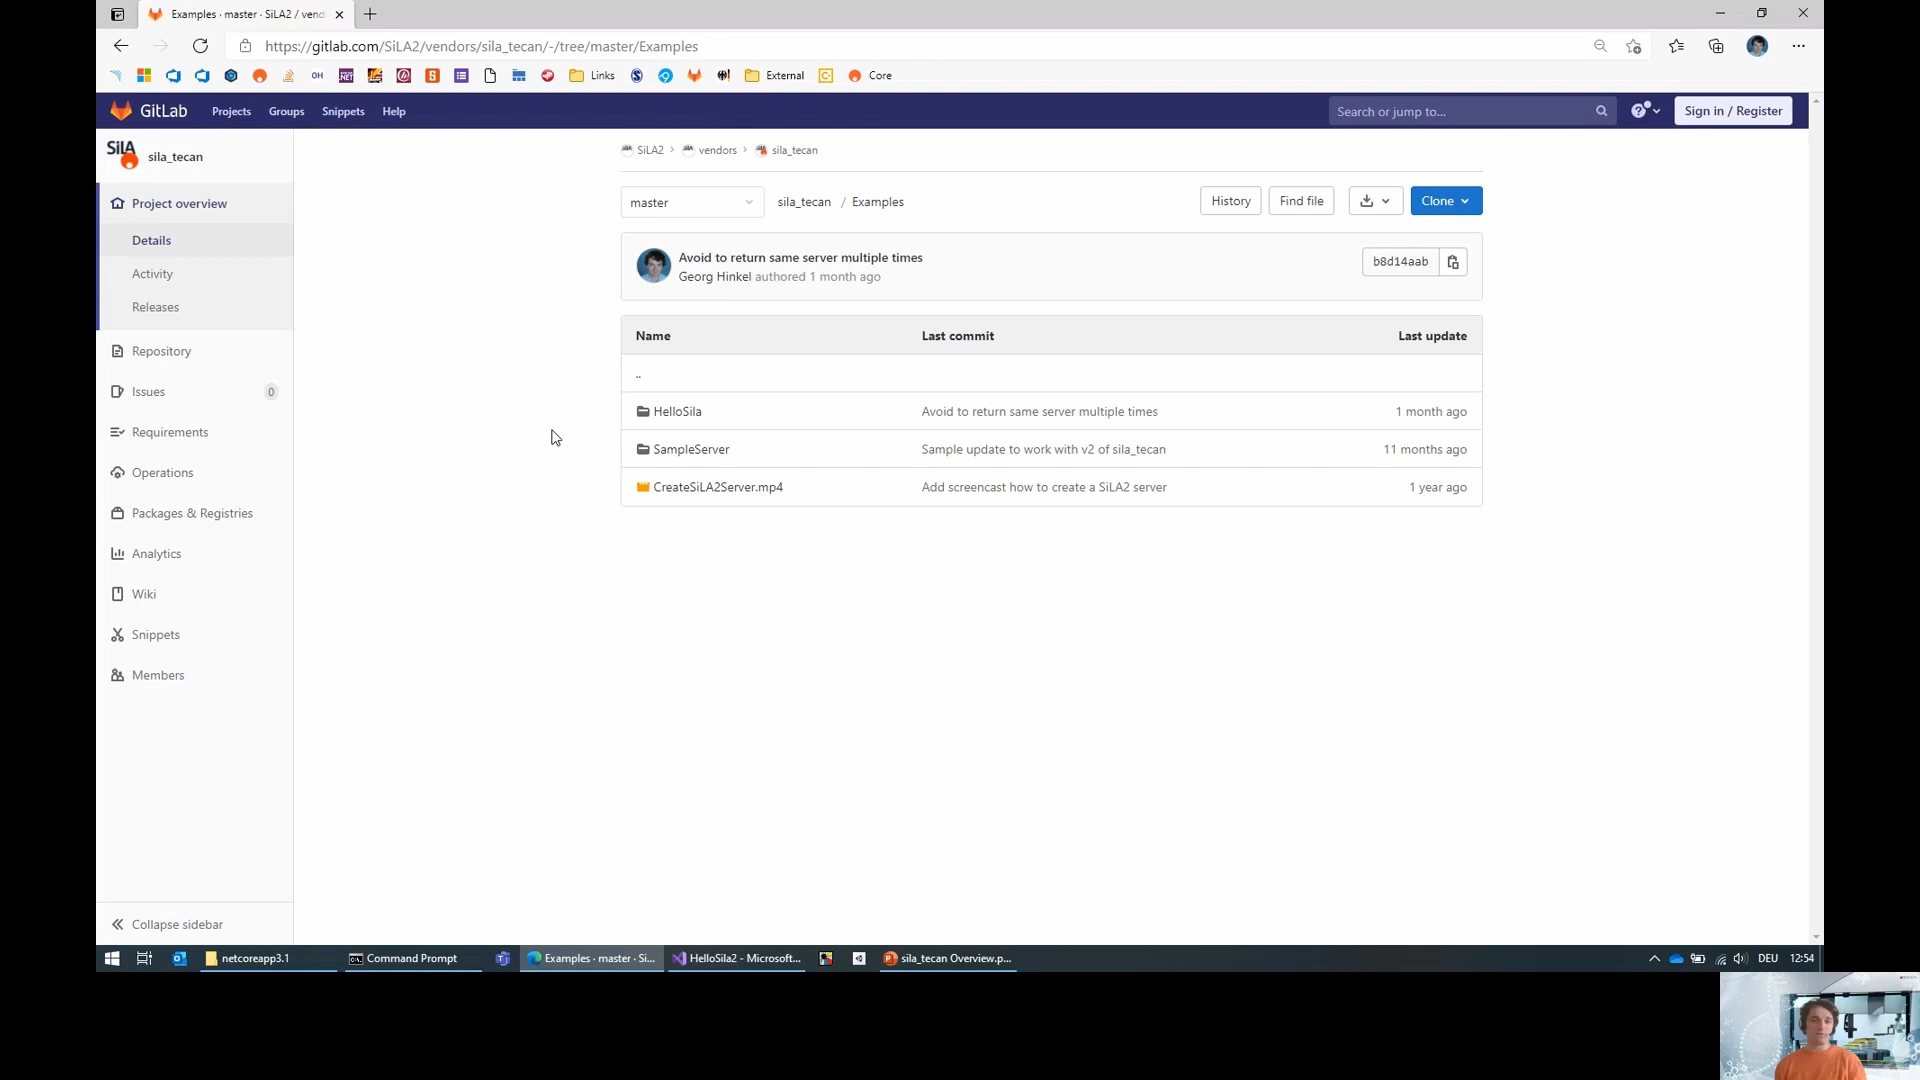 Examples · master · SiLA2 / vend
https://gitlab.com/SiLA2/vendors/sila_tecan/-/tree/master/Examples
OH
.NET
Links
External
Core
GitLab
Projects
Groups
Snippets
Help
Search or jump to...
Sign in / Register
SiLA
sila_tecan
Project overview
Details
Activity
Releases
Repository
Issues 0
Requirements
Operations
Packages & Registries
Analytics
Wiki
Snippets
Members
Collapse sidebar
SiLA2 > vendors > sila_tecan
master
sila_tecan / Examples
History
Find file
Clone
Avoid to return same server multiple times
Georg Hinkel authored 1 month ago
b8d14aab
Name Last commit Last update
..
HelloSila Avoid to return same server multiple times 1 month ago
SampleServer Sample update to work with v2 of sila_tecan 11 months ago
CreateSiLA2Server.mp4 Add screencast how to create a SiLA2 server 1 year ago
netcoreapp3.1
Command Prompt
Examples · master · Si...
HelloSila2 - Microsoft...
sila_tecan Overview.p...
DEU
12:54